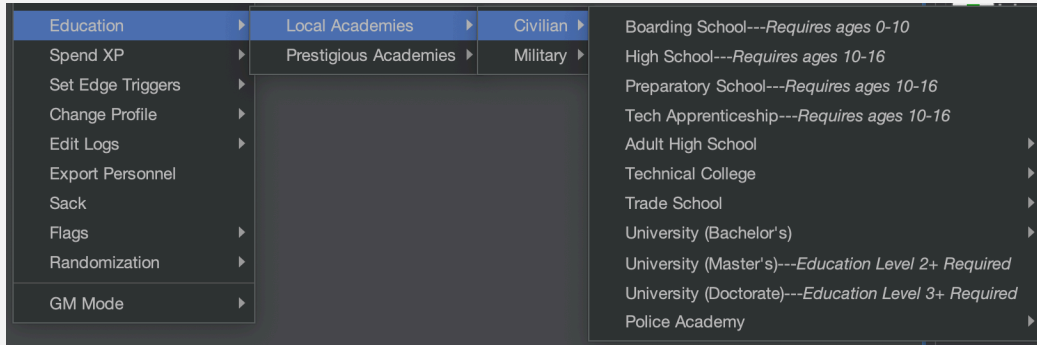 Education
Spend XP
Set Edge Triggers
Change Profile
Edit Logs
Export Personnel
Sack
Flags
Randomization
GM Mode
Local Academies
Prestigious Academies
Civilian
Military
Boarding School---Requires ages 0-10
High School---Requires ages 10-16
Preparatory School---Requires ages 10-16
Tech Apprenticeship---Requires ages 10-16
Adult High School
Technical College
Trade School
University (Bachelor's)
University (Master's)---Education Level 2+ Required
University (Doctorate)---Education Level 3+ Required
Police Academy